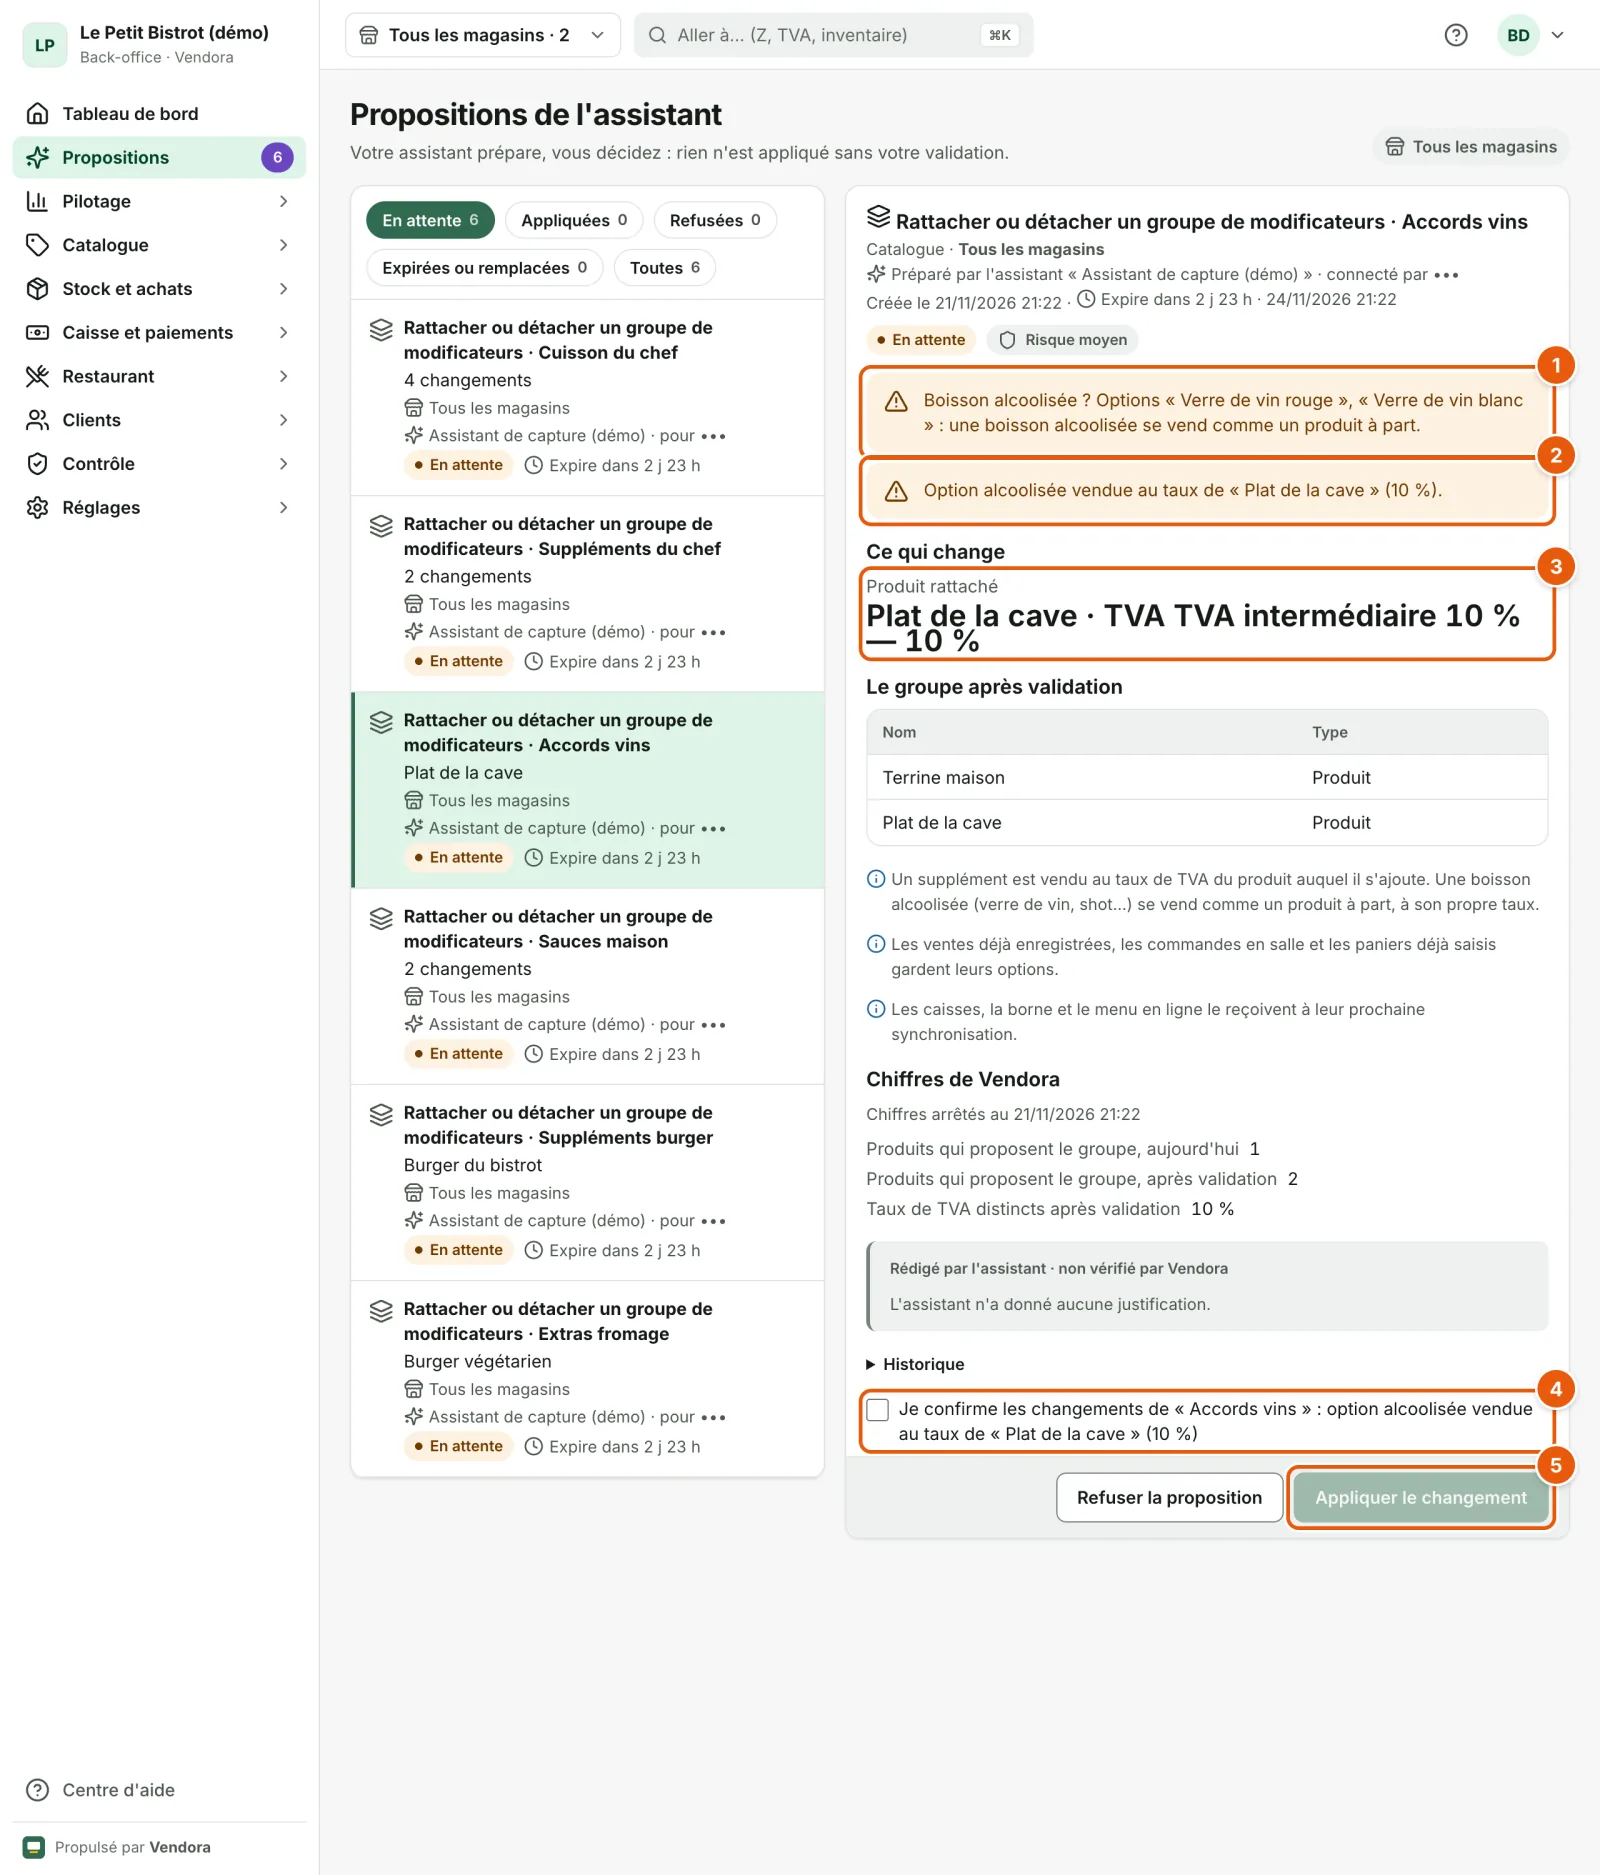 LP
Le Petit Bistrot (démo)
Back-office · Vendora
Tableau de bord
Propositions 6
Pilotage
Catalogue
Stock et achats
Caisse et paiements
Restaurant
Clients
Contrôle
Réglages
Centre d'aide
Propulsé par Vendora
Tous les magasins · 2
Aller à... (Z, TVA, inventaire) ⌘K
BD
Propositions de l'assistant
Votre assistant prépare, vous décidez : rien n'est appliqué sans votre validation.
Tous les magasins
En attente 6
Appliquées 0
Refusées 0
Expirées ou remplacées 0
Toutes 6
Rattacher ou détacher un groupe de
modificateurs · Cuisson du chef
4 changements
Tous les magasins
Assistant de capture (démo) · pour •••
En attente
Expire dans 2 j 23 h
Rattacher ou détacher un groupe de
modificateurs · Suppléments du chef
2 changements
Tous les magasins
Assistant de capture (démo) · pour •••
En attente
Expire dans 2 j 23 h
Rattacher ou détacher un groupe de
modificateurs · Accords vins
Plat de la cave
Tous les magasins
Assistant de capture (démo) · pour •••
En attente
Expire dans 2 j 23 h
Rattacher ou détacher un groupe de
modificateurs · Sauces maison
2 changements
Tous les magasins
Assistant de capture (démo) · pour •••
En attente
Expire dans 2 j 23 h
Rattacher ou détacher un groupe de
modificateurs · Suppléments burger
Burger du bistrot
Tous les magasins
Assistant de capture (démo) · pour •••
En attente
Expire dans 2 j 23 h
Rattacher ou détacher un groupe de
modificateurs · Extras fromage
Burger végétarien
Tous les magasins
Assistant de capture (démo) · pour •••
En attente
Expire dans 2 j 23 h
Rattacher ou détacher un groupe de modificateurs · Accords vins
Catalogue · Tous les magasins
Préparé par l'assistant « Assistant de capture (démo) » · connecté par •••
Créée le 21/11/2026 21:22 · Expire dans 2 j 23 h · 24/11/2026 21:22
En attente
Risque moyen
1
Boisson alcoolisée ? Options « Verre de vin rouge », « Verre de vin blanc
» : une boisson alcoolisée se vend comme un produit à part.
2
Option alcoolisée vendue au taux de « Plat de la cave » (10 %).
Ce qui change
3
Produit rattaché
Plat de la cave · TVA TVA intermédiaire 10 %
— 10 %
Le groupe après validation
Nom Type
Terrine maison Produit
Plat de la cave Produit
Un supplément est vendu au taux de TVA du produit auquel il s'ajoute. Une boisson
alcoolisée (verre de vin, shot...) se vend comme un produit à part, à son propre taux.
Les ventes déjà enregistrées, les commandes en salle et les paniers déjà saisis
gardent leurs options.
Les caisses, la borne et le menu en ligne le reçoivent à leur prochaine
synchronisation.
Chiffres de Vendora
Chiffres arrêtés au 21/11/2026 21:22
Produits qui proposent le groupe, aujourd'hui 1
Produits qui proposent le groupe, après validation 2
Taux de TVA distincts après validation 10 %
Rédigé par l'assistant · non vérifié par Vendora
L'assistant n'a donné aucune justification.
Historique
4
Je confirme les changements de « Accords vins » : option alcoolisée vendue
au taux de « Plat de la cave » (10 %)
5
Refuser la proposition
Appliquer le changement